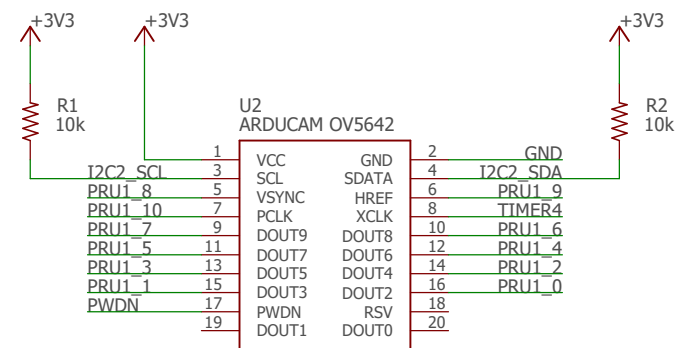 +3V3 +3V3 +3V3
R1 U2 R2
10k ARDUCAM OV5642 10k
1 VCC GND 2 GND
I2C2_SCL 3 SCL SDATA 4 I2C2_SDA
PRU1_8 5 VSYNC HREF 6 PRU1_9
PRU1_10 7 PCLK XCLK 8 TIMER4
PRU1_7 9 DOUT9 DOUT8 10 PRU1_6
PRU1_5 11 DOUT7 DOUT6 12 PRU1_4
PRU1_3 13 DOUT5 DOUT4 14 PRU1_2
PRU1_1 15 DOUT3 DOUT2 16 PRU1_0
PWDN 17 PWDN RSV 18
19 DOUT1 DOUT0 20